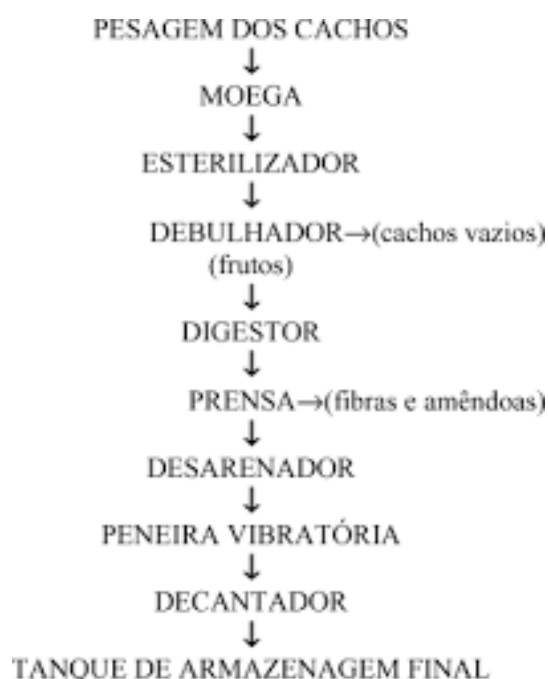 PESAGEM DOS CACHOS
↓
MOEGA
↓
ESTERILIZADOR
↓
DEBULHADOR→(cachos vazios)
(frutos)
↓
DIGESTOR
↓
PRENSA→(fibras e amêndoas)
↓
DESARENADOR
↓
PENEIRA VIBRATÓRIA
↓
DECANTADOR
↓
TANQUE DE ARMAZENAGEM FINAL